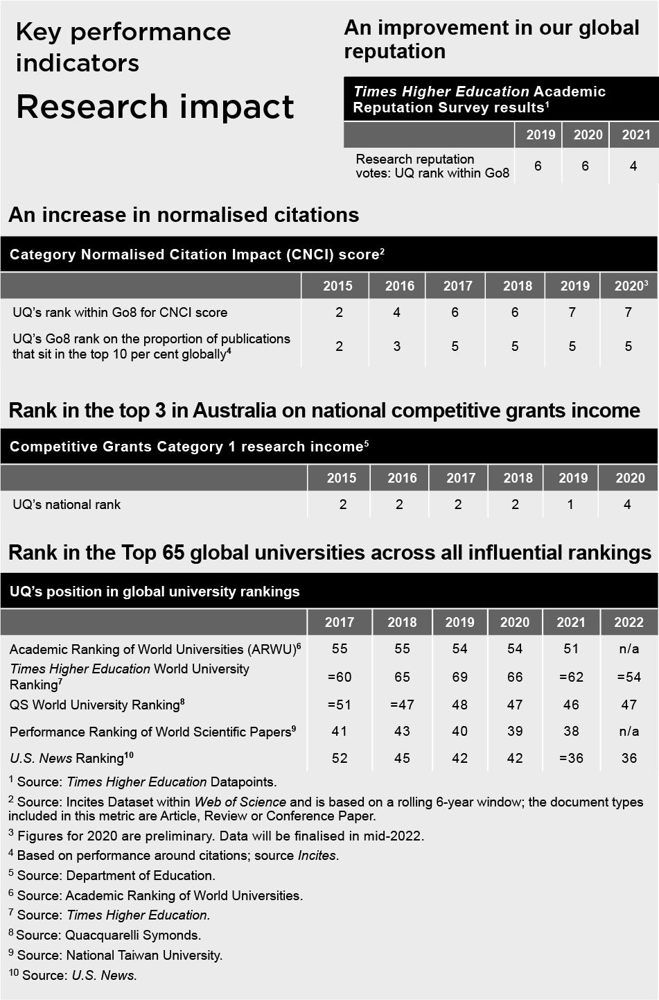 Key performance
indicators
Research impact
An improvement in our global
reputation
Times Higher Education Academic
Reputation Survey results1
2019 2020 2021
Research reputation
votes: UQ rank within Go8 6 6 4
An increase in normalised citations
Category Normalised Citation Impact (CNCI) score2
2015 2016 2017 2018 2019 20203
UQ's rank within Go8 for CNCI score 2 4 6 6 7 7
UQ's Go8 rank on the proportion of publications
that sit in the top 10 per cent globally4 2 3 5 5 5 5
Rank in the top 3 in Australia on national competitive grants income
Competitive Grants Category 1 research income5
2015 2016 2017 2018 2019 2020
UQ's national rank 2 2 2 2 1 4
Rank in the Top 65 global universities across all influential rankings
UQ's position in global university rankings
2017 2018 2019 2020 2021 2022
Academic Ranking of World Universities (ARWU)6 55 55 54 54 51 n/a
Times Higher Education World University
Ranking7 =60 65 69 66 =62 =54
QS World University Ranking8 =51 =47 48 47 46 47
Performance Ranking of World Scientific Papers9 41 43 40 39 38 n/a
U.S. News Ranking10 52 45 42 42 =36 36
1 Source: Times Higher Education Datapoints.
2 Source: Incites Dataset within Web of Science and is based on a rolling 6-year window; the document types
included in this metric are Article, Review or Conference Paper.
3 Figures for 2020 are preliminary. Data will be finalised in mid-2022.
4 Based on performance around citations; source Incites.
5 Source: Department of Education.
6 Source: Academic Ranking of World Universities.
7 Source: Times Higher Education.
8 Source: Quacquarelli Symonds.
9 Source: National Taiwan University.
10 Source: U.S. News.